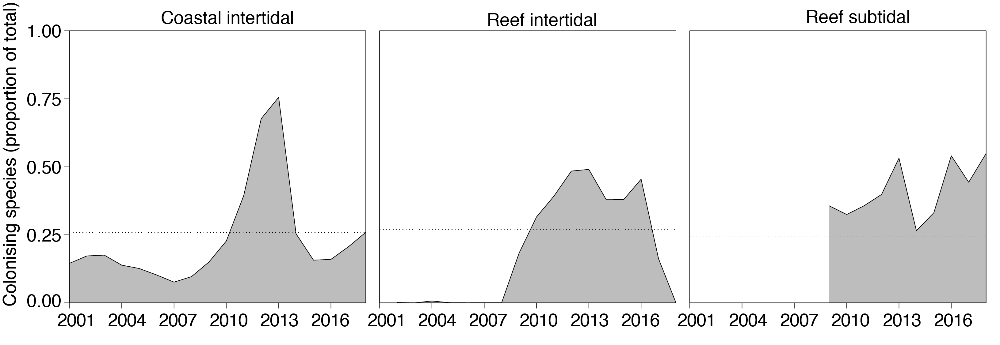 Colonising species (proportion of total)
Coastal intertidal
Reef intertidal
Reef subtidal
1.00
0.75
0.50
0.25
0.00
2001 2004 2007 2010 2013 2016
2001 2004 2007 2010 2013 2016
2001 2004 2007 2010 2013 2016